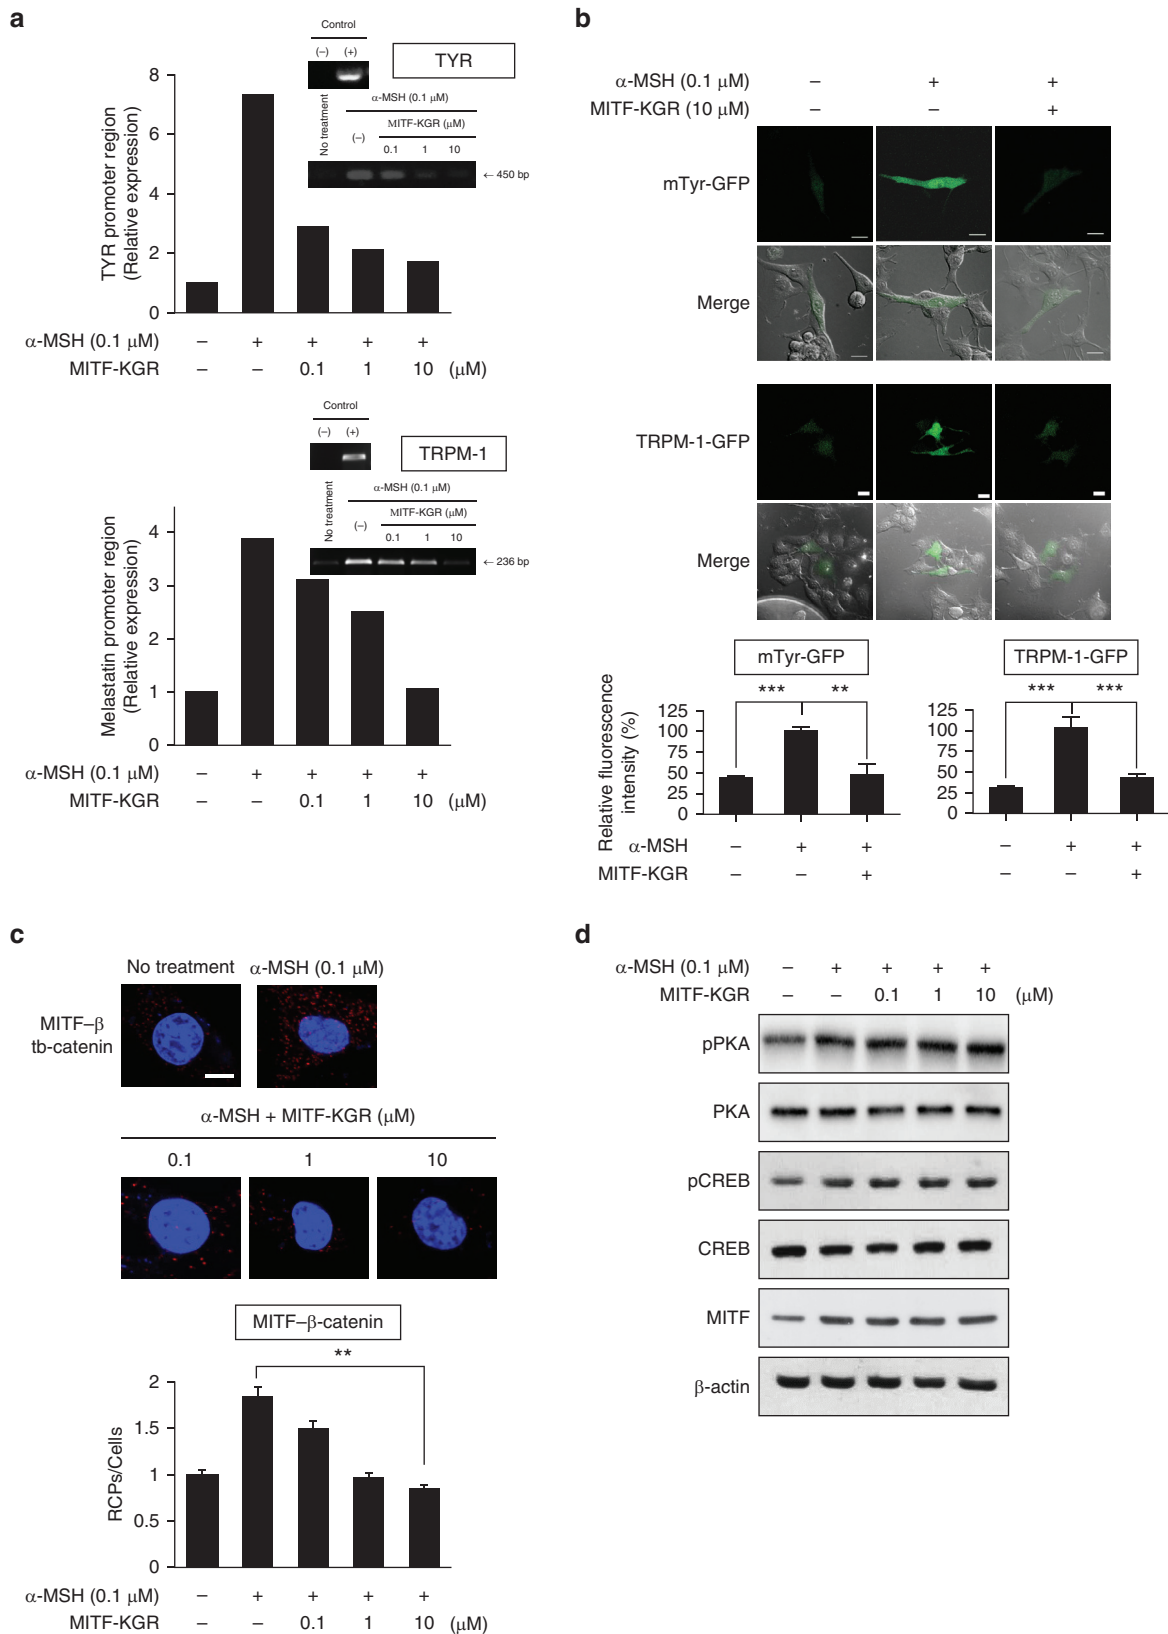 a
Control
(–) (+)
TYR
No treatment
α-MSH (0.1 μM)
(–)
MITF-KGR (μM)
0.1 1 10
← 450 bp
TYR promoter region
(Relative expression)
8
6
4
2
0
α-MSH (0.1 μM) – + + + +
MITF-KGR – – 0.1 1 10 (μM)
Control
(–) (+)
TRPM-1
No treatment
α-MSH (0.1 μM)
(–)
MITF-KGR (μM)
0.1 1 10
← 236 bp
Melastatin promoter region
(Relative expression)
4
3
2
1
0
α-MSH (0.1 μM) – + + + +
MITF-KGR – – 0.1 1 10 (μM)
b
α-MSH (0.1 μM) – + +
MITF-KGR (10 μM) – – +
mTyr-GFP
Merge
TRPM-1-GFP
Merge
mTyr-GFP
*** **
Relative fluorescence
intensity (%)
125
100
75
50
25
0
α-MSH – + +
MITF-KGR – – +
TRPM-1-GFP
*** ***
125
100
75
50
25
0
– + +
– – +
c
No treatment α-MSH (0.1 μM)
MITF–β
tb-catenin
α-MSH + MITF-KGR (μM)
0.1 1 10
MITF–β-catenin
**
RCPs/Cells
2
1.5
1
0.5
0
α-MSH (0.1 μM) – + + + +
MITF-KGR – – 0.1 1 10 (μM)
d
α-MSH (0.1 μM) – + + + +
MITF-KGR – – 0.1 1 10 (μM)
pPKA
PKA
pCREB
CREB
MITF
β-actin